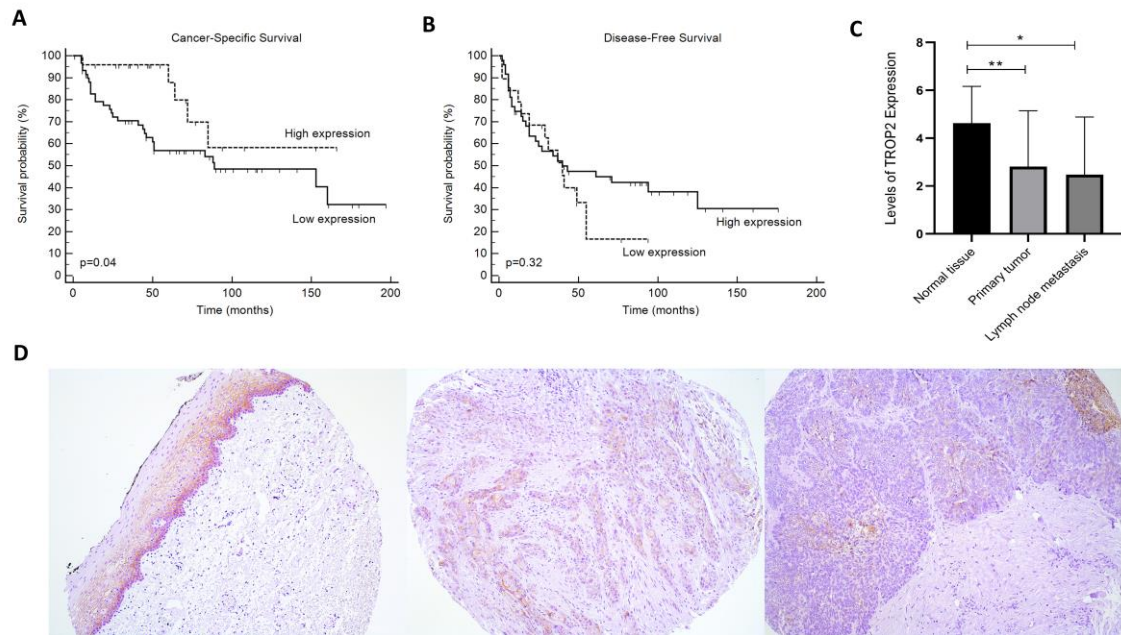 A
Cancer-Specific Survival
Survival probability (%)
100
90
80
70
60
50
40
30
20
10
0
High expression
Low expression
p=0.04
0
50
100
150
200
Time (months)
B
Disease-Free Survival
Survival probability (%)
100
90
80
70
60
50
40
30
20
10
0
High expression
Low expression
p=0.32
0
50
100
150
200
Time (months)
C
Levels of TROP2 Expression
8
6
4
2
0
*
**
Normal tissue
Primary tumor
Lymph node metastasis
D